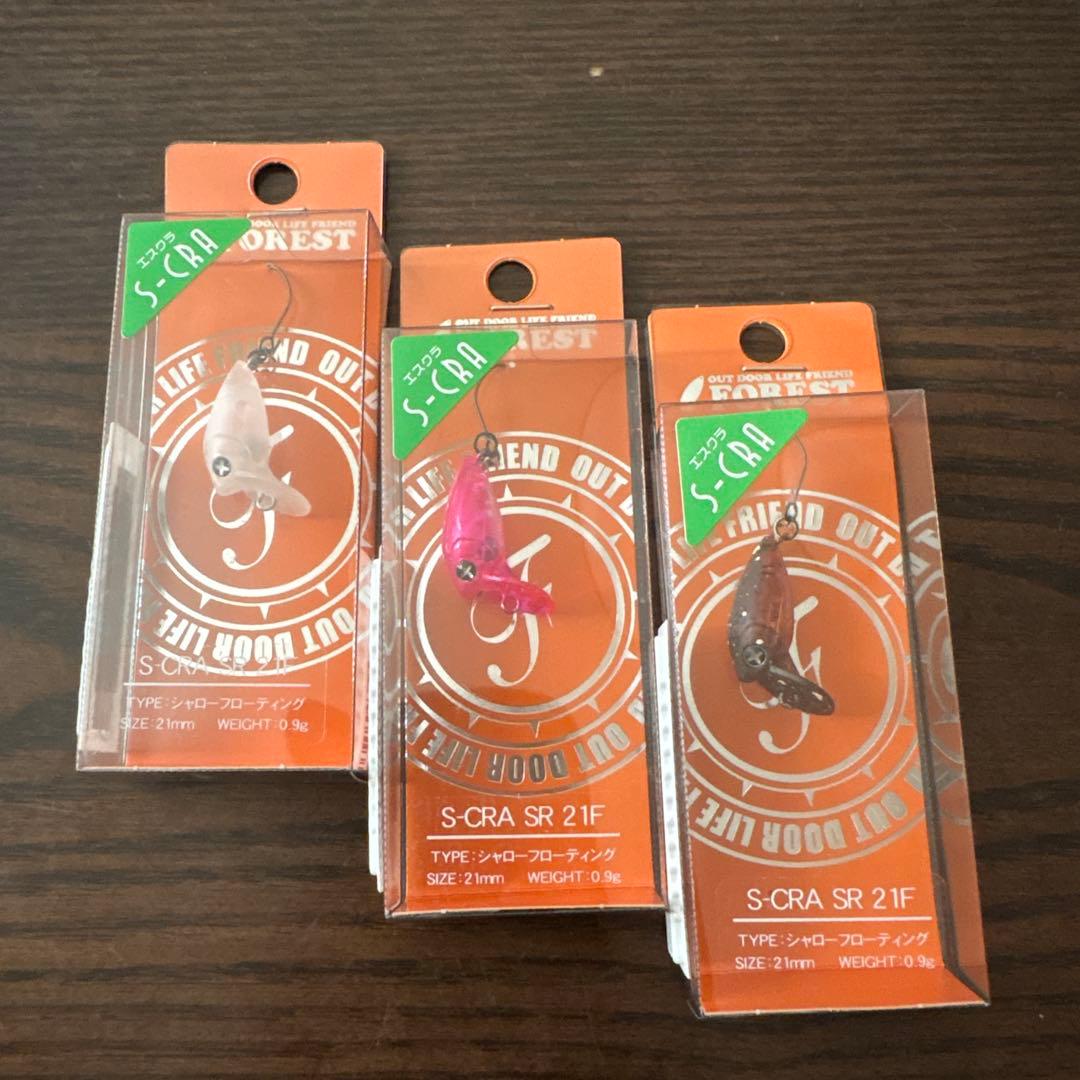 エスクラ
S-CRA
DOOR LIFE FRIEND
FOREST
LIFE FRIEND OUT
OUT DOOR LIFE
S-CRA SR 21F
TYPE:シャローフローティング
SIZE:21mm WEIGHT:0.9g
エスクラ
S-CRA
OUT DOOR LIFE FRIEND
FOREST
LIFE FRIEND OUT
OUT DOOR LIFE
S-CRA SR 21F
TYPE:シャローフローティング
SIZE:21mm WEIGHT:0.9g
エスクラ
S-CRA
OUT DOOR LIFE FRIEND
FOREST
LIFE FRIEND OUT
OUT DOOR LIFE
S-CRA SR 21F
TYPE:シャローフローティング
SIZE:21mm WEIGHT:0.9g